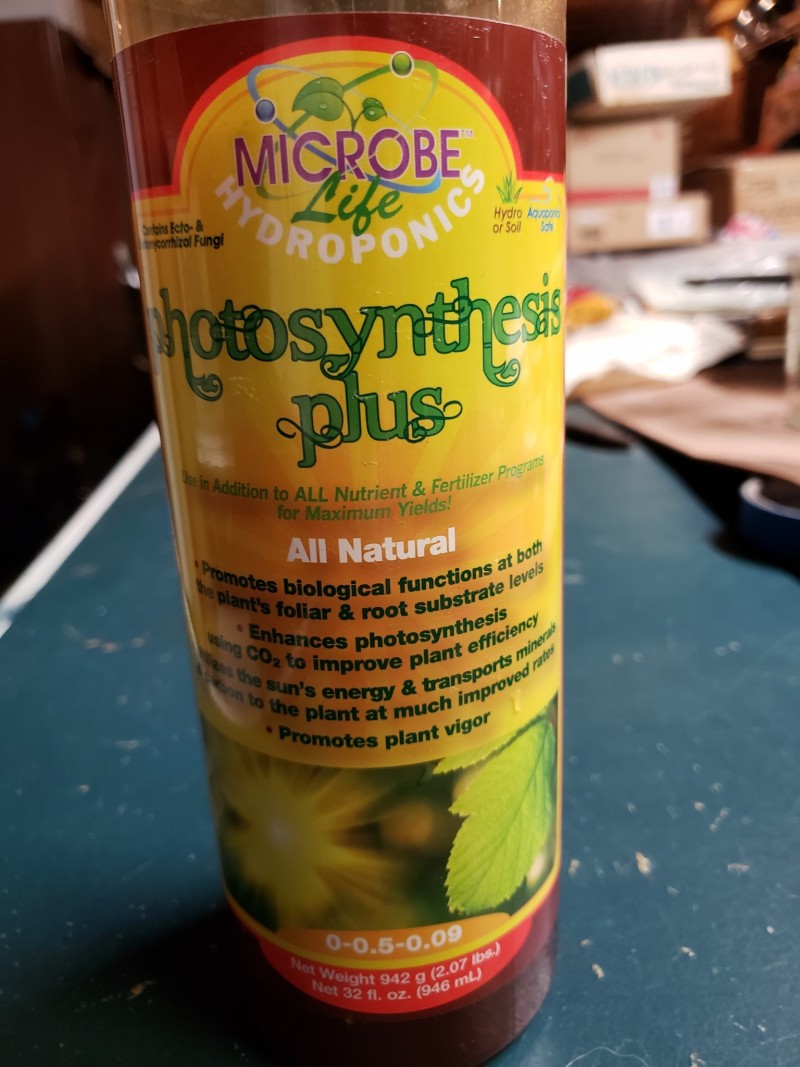 MICROBE™
Life
HYDROPONICS
Contains Ecto- &
Fungi
Hydro
or Soil
Safe
photosynthesis
plus
Use in Addition to ALL Nutrient & Fertilizer Programs
for Maximum Yields!
All Natural
• Promotes biological functions at both
the plant's foliar & root substrate levels
• Enhances photosynthesis
using CO₂ to improve plant efficiency
the sun's energy & transports minerals
to the plant at much improved rates
• Promotes plant vigor
0-0.5-0.09
Net Weight 942 g (2.07 lbs.)
Net 32 fl. oz. (946 mL)